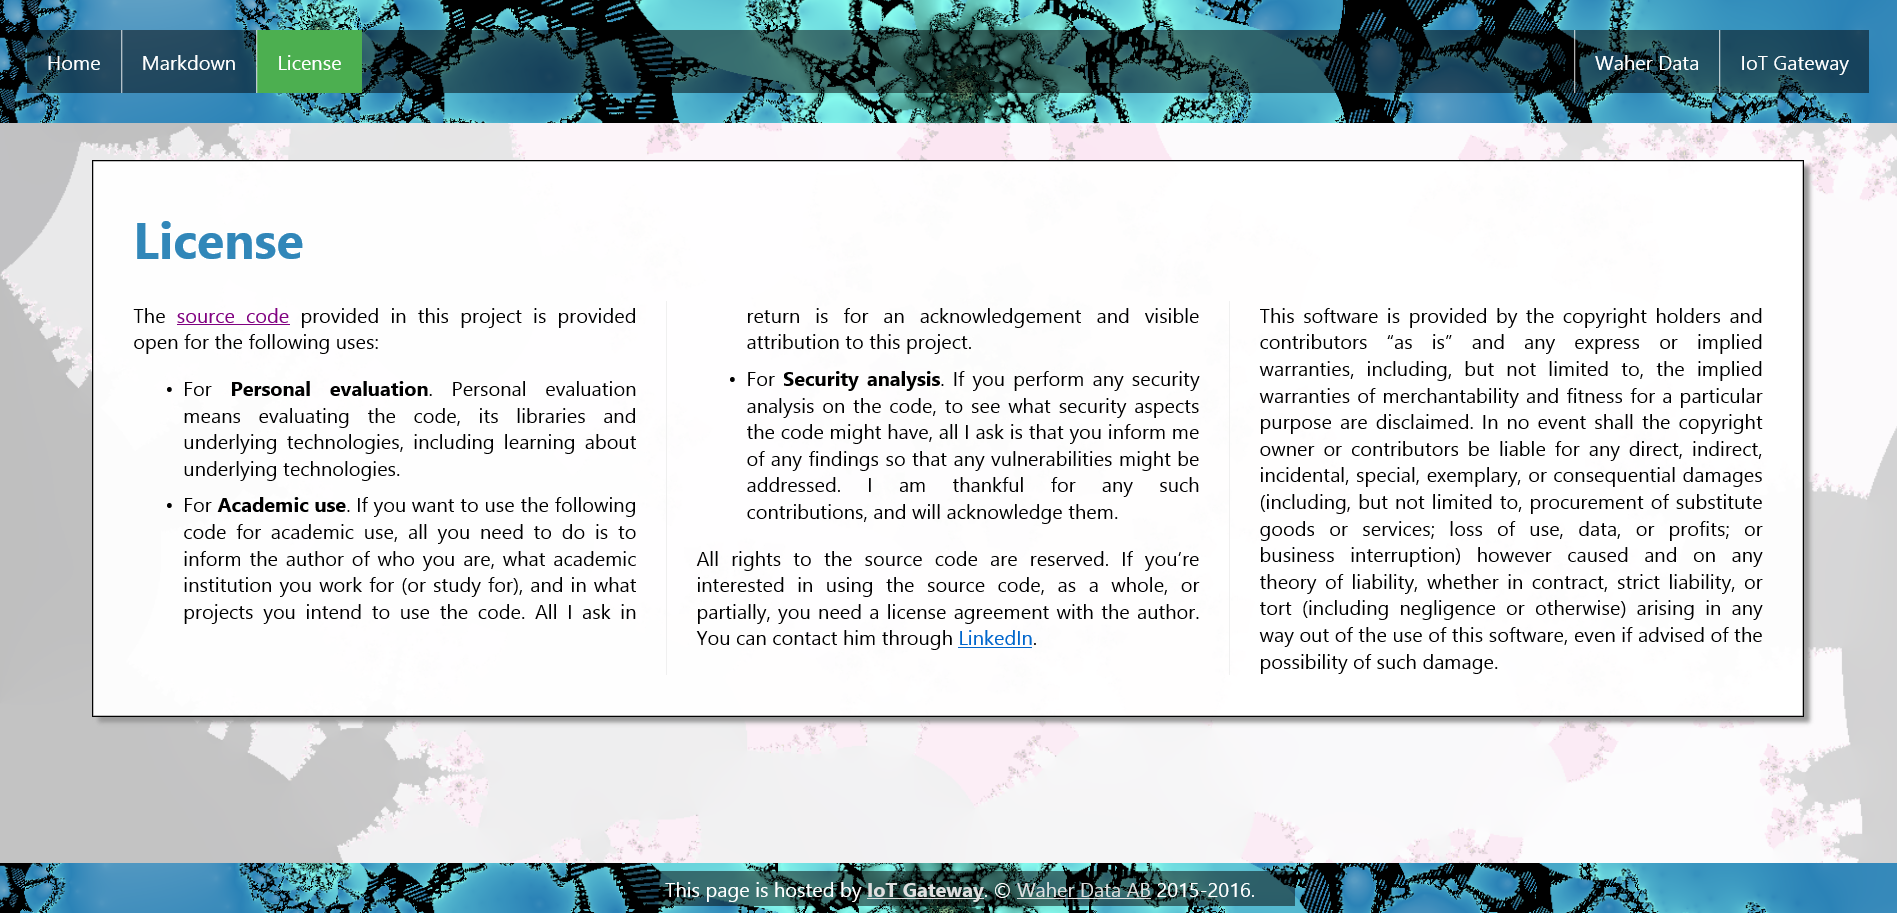 Home
Markdown
License
Waher Data
IoT Gateway
License
The source code provided in this project is provided
open for the following uses:
• For Personal evaluation. Personal evaluation
means evaluating the code, its libraries and
underlying technologies, including learning about
underlying technologies.
• For Academic use. If you want to use the following
code for academic use, all you need to do is to
inform the author of who you are, what academic
institution you work for (or study for), and in what
projects you intend to use the code. All I ask in
return is for an acknowledgement and visible
attribution to this project.
• For Security analysis. If you perform any security
analysis on the code, to see what security aspects
the code might have, all I ask is that you inform me
of any findings so that any vulnerabilities might be
addressed. I am thankful for any such
contributions, and will acknowledge them.
All rights to the source code are reserved. If you’re
interested in using the source code, as a whole, or
partially, you need a license agreement with the author.
You can contact him through LinkedIn.
This software is provided by the copyright holders and
contributors “as is” and any express or implied
warranties, including, but not limited to, the implied
warranties of merchantability and fitness for a particular
purpose are disclaimed. In no event shall the copyright
owner or contributors be liable for any direct, indirect,
incidental, special, exemplary, or consequential damages
(including, but not limited to, procurement of substitute
goods or services; loss of use, data, or profits; or
business interruption) however caused and on any
theory of liability, whether in contract, strict liability, or
tort (including negligence or otherwise) arising in any
way out of the use of this software, even if advised of the
possibility of such damage.
This page is hosted by IoT Gateway. © Waher Data AB 2015-2016.